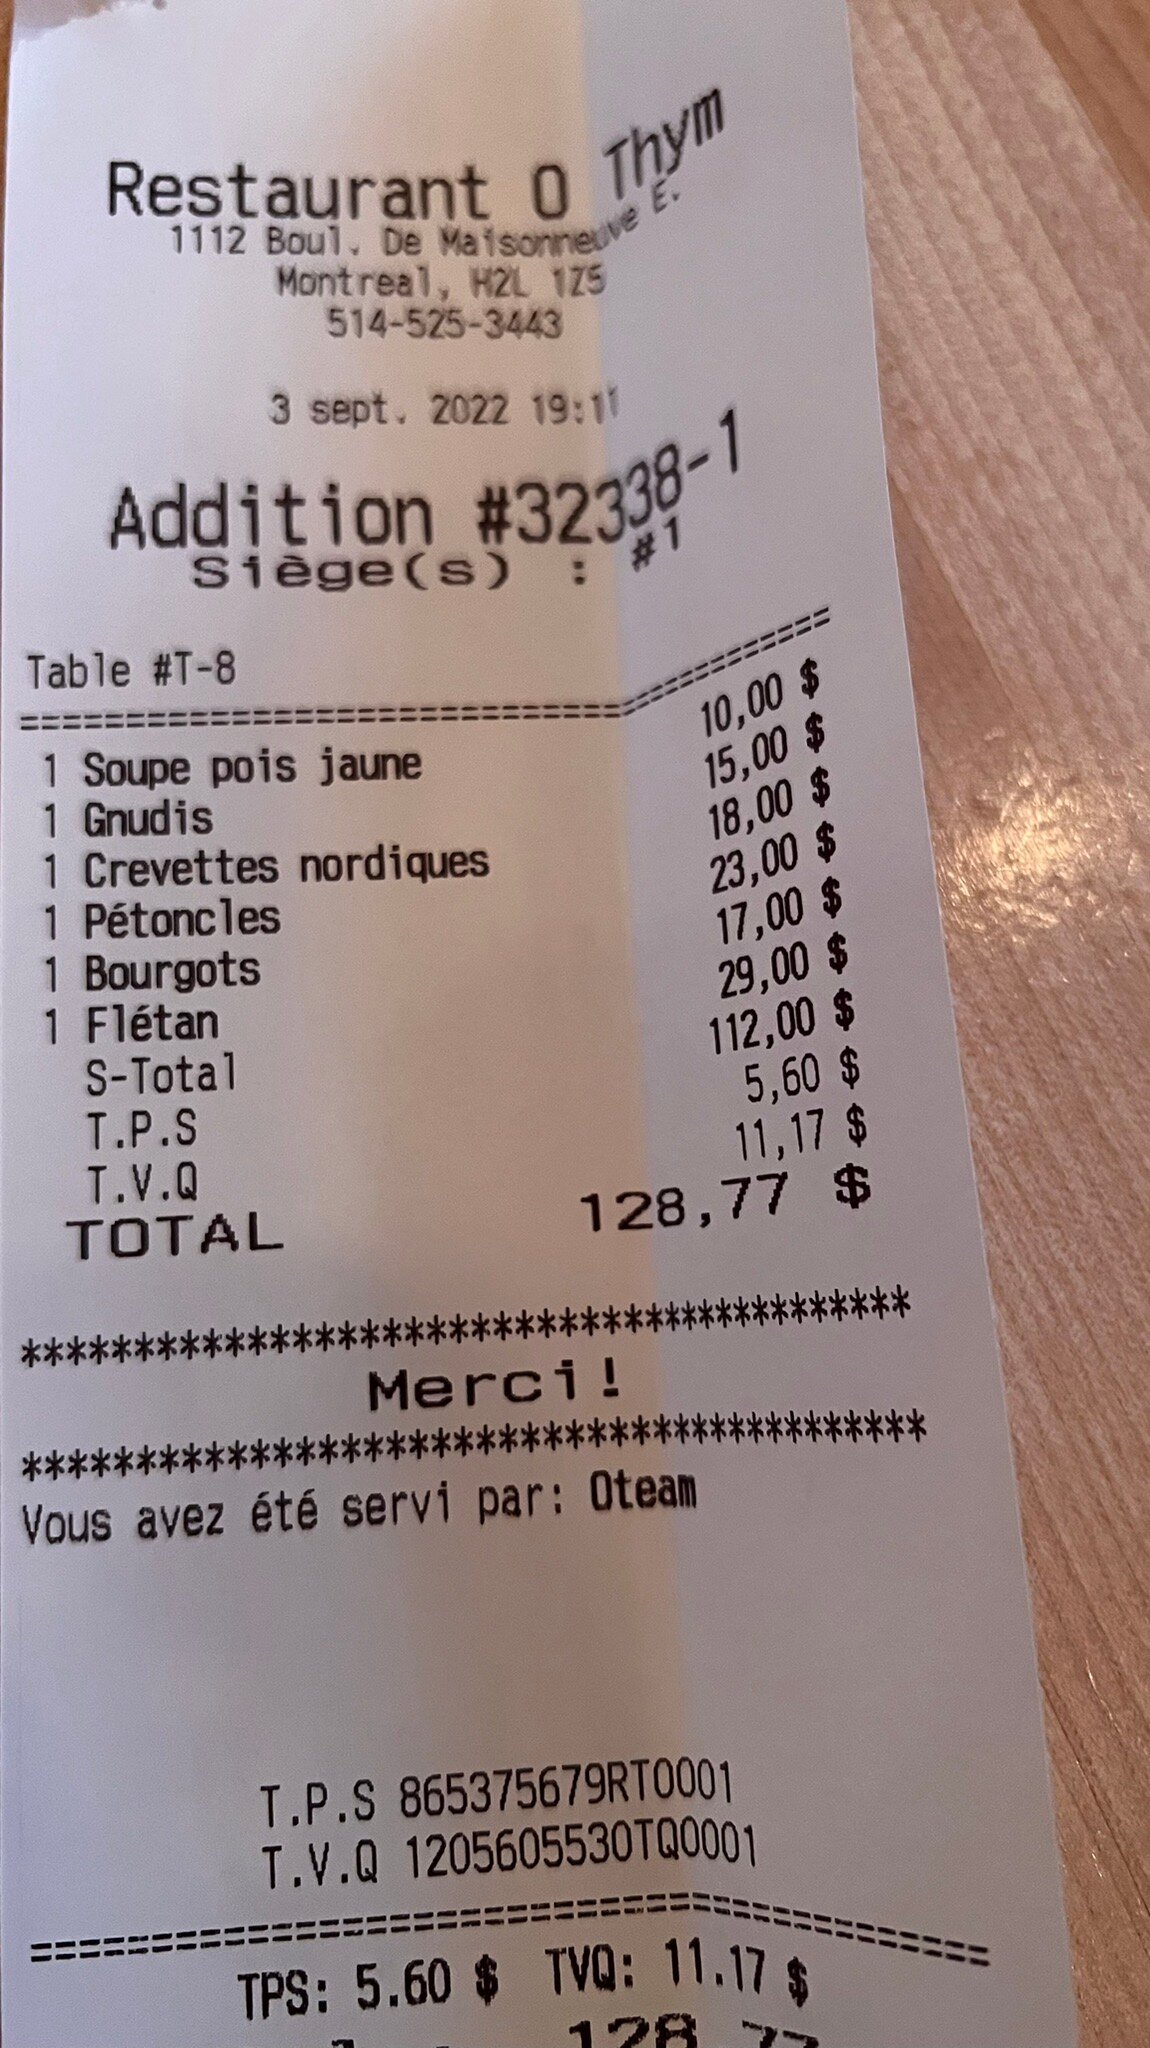 Restaurant O Thym
1112 Boul. De Maisonneuve E.
Montreal, H2L 1Z5
514-525-3443
3 sept. 2022 19:11
Addition #32338-1
Siège(s) : #1
Table #T-8
===================================
1 Soupe pois jaune 10,00 $
1 Gnudis 15,00 $
1 Crevettes nordiques 18,00 $
1 Pétoncles 23,00 $
1 Bourgots 17,00 $
1 Flétan 29,00 $
S-Total 112,00 $
T.P.S 5,60 $
T.V.Q 11,17 $
TOTAL 128,77 $
****************************************
Merci!
****************************************
Vous avez été servi par: Oteam
T.P.S 865375679RT0001
T.V.Q 1205605530TQ0001
========================================
TPS: 5.60 $ TVQ: 11.17 $
128.77